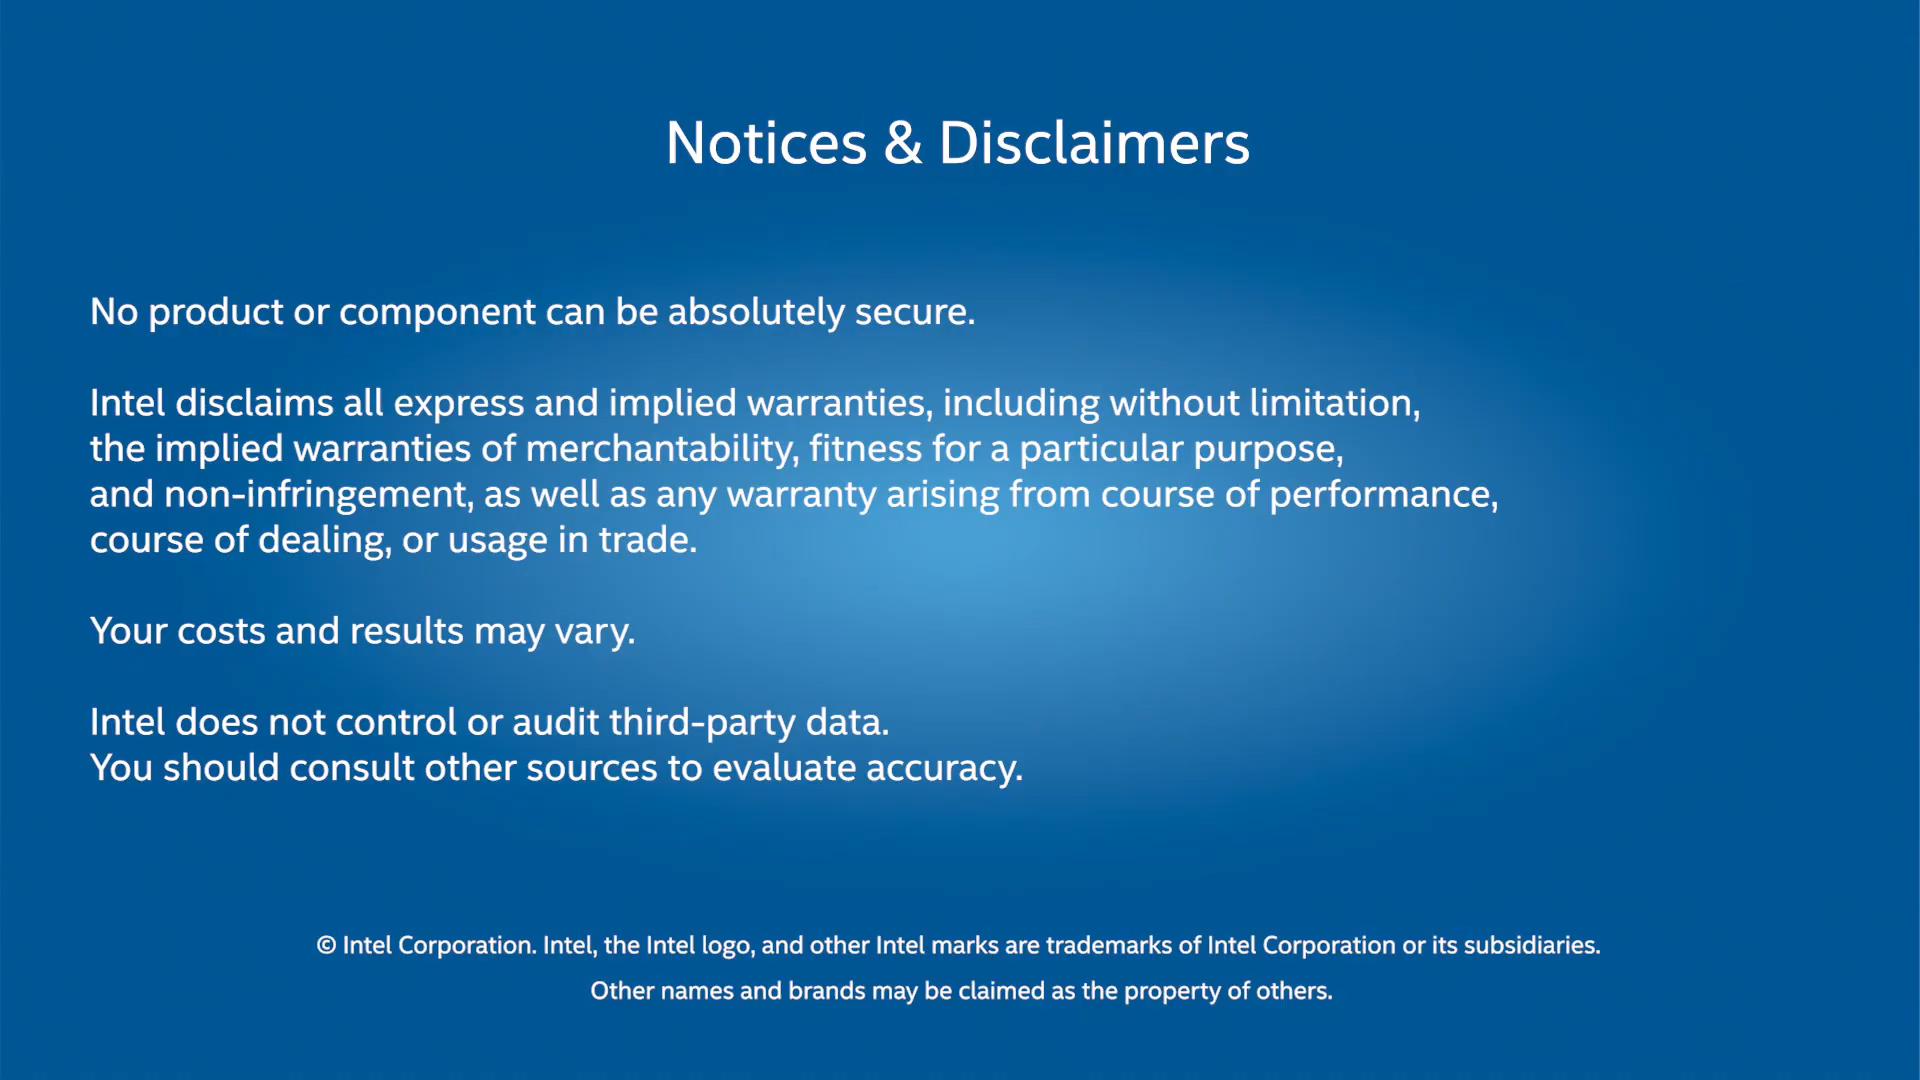 Notices & Disclaimers
No product or component can be absolutely secure.
Intel disclaims all express and implied warranties, including without limitation,
the implied warranties of merchantability, fitness for a particular purpose,
and non-infringement, as well as any warranty arising from course of performance,
course of dealing, or usage in trade.
Your costs and results may vary.
Intel does not control or audit third-party data.
You should consult other sources to evaluate accuracy.
© Intel Corporation. Intel, the Intel logo, and other Intel marks are trademarks of Intel Corporation or its subsidiaries.
Other names and brands may be claimed as the property of others.